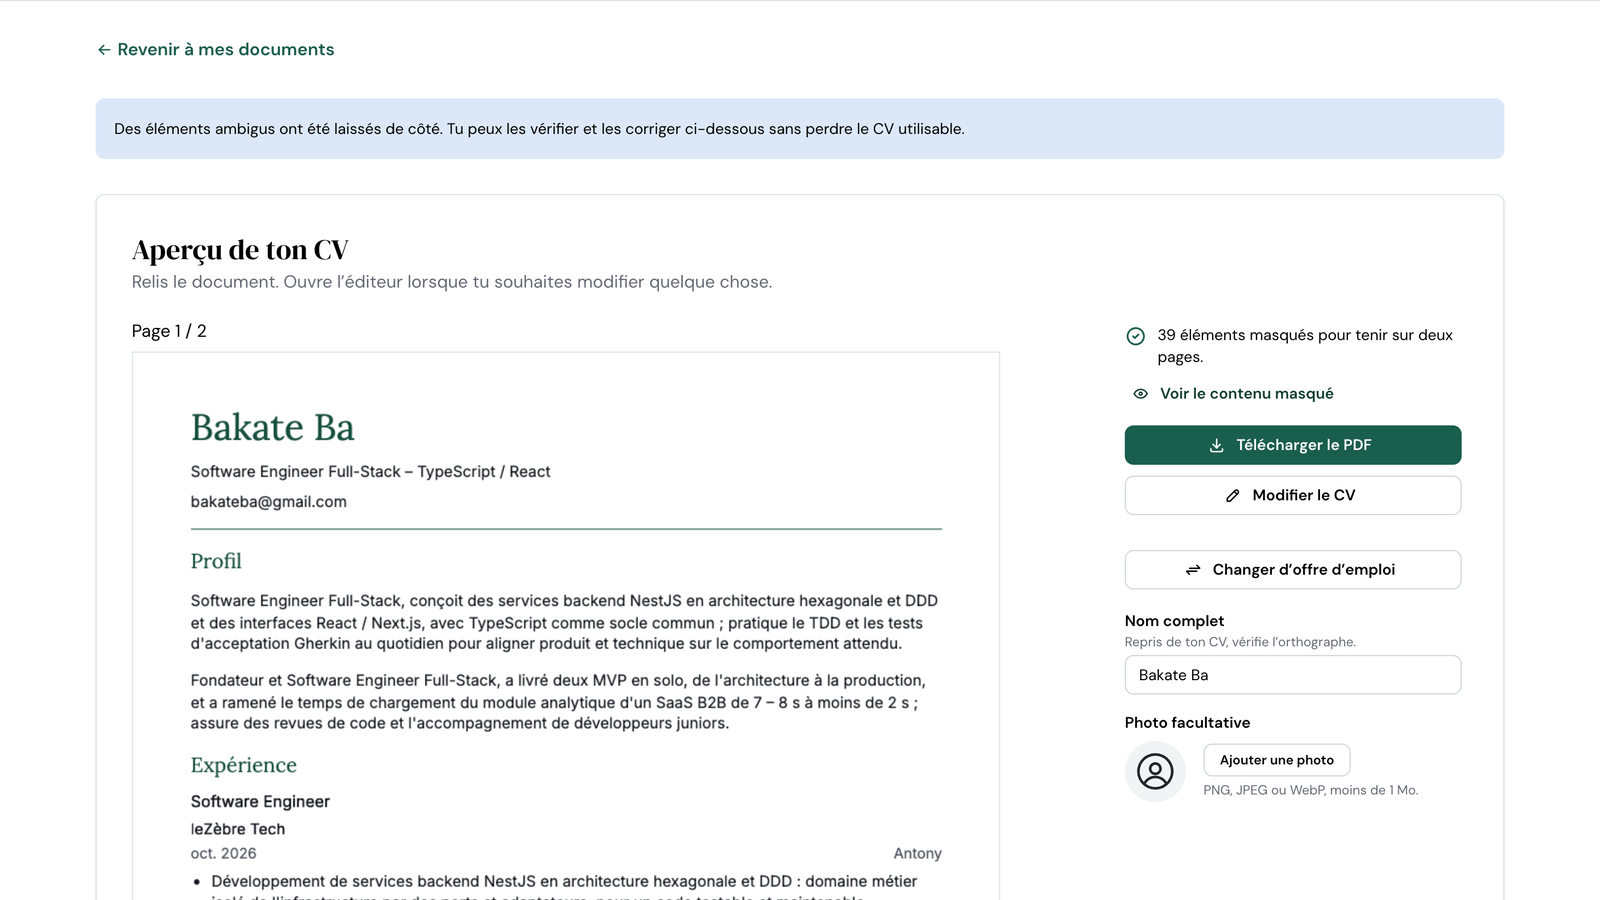 ← Revenir à mes documents
Des éléments ambigus ont été laissés de côté. Tu peux les vérifier et les corriger ci-dessous sans perdre le CV utilisable.
Aperçu de ton CV
Relis le document. Ouvre l’éditeur lorsque tu souhaites modifier quelque chose.
Page 1 / 2
Bakate Ba
Software Engineer Full-Stack – TypeScript / React
bakateba@gmail.com
Profil
Software Engineer Full-Stack, conçoit des services backend NestJS en architecture hexagonale et DDD
et des interfaces React / Next.js, avec TypeScript comme socle commun ; pratique le TDD et les tests
d'acceptation Gherkin au quotidien pour aligner produit et technique sur le comportement attendu.
Fondateur et Software Engineer Full-Stack, a livré deux MVP en solo, de l'architecture à la production,
et a ramené le temps de chargement du module analytique d'un SaaS B2B de 7 – 8 s à moins de 2 s ;
assure des revues de code et l'accompagnement de développeurs juniors.
Expérience
Software Engineer
leZèbre Tech
oct. 2026
Antony
• Développement de services backend NestJS en architecture hexagonale et DDD : domaine métier
39 éléments masqués pour tenir sur deux
pages.
Voir le contenu masqué
Télécharger le PDF
Modifier le CV
Changer d’offre d’emploi
Nom complet
Repris de ton CV, vérifie l’orthographe.
Bakate Ba
Photo facultative
Ajouter une photo
PNG, JPEG ou WebP, moins de 1 Mo.